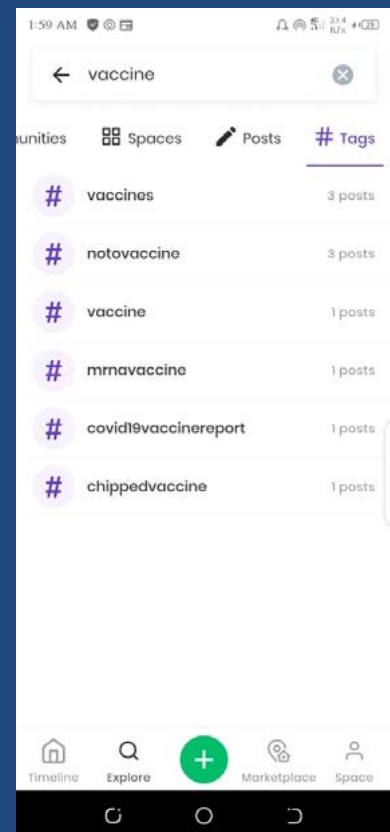 1:59 AM
vaccine
unities Spaces Posts # Tags
# vaccines 3 posts
# notovaccine 3 posts
# vaccine 1 posts
# mrnavaccine 1 posts
# covid19vaccinereport 1 posts
# chippedvaccine 1 posts
Timeline Explore Marketplace Space